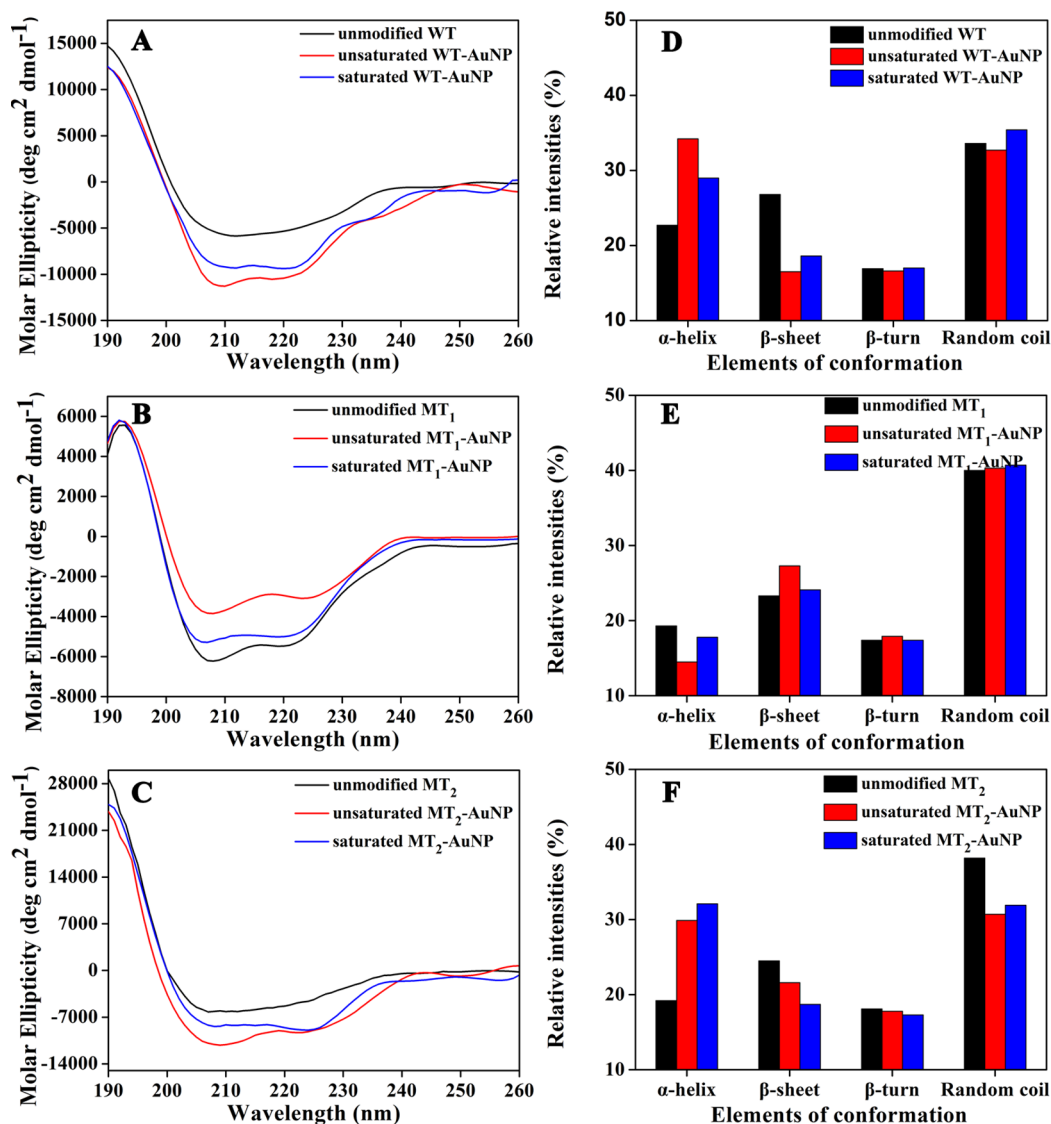 A
unmodified WT
unsaturated WT-AuNP
saturated WT-AuNP
Molar Ellipticity (deg cm² dmol⁻¹)
15000
10000
5000
0
-5000
-10000
-15000
190 200 210 220 230 240 250 260
Wavelength (nm)
D
unmodified WT
unsaturated WT-AuNP
saturated WT-AuNP
Relative intensities (%)
50
40
30
20
10
α-helix β-sheet β-turn Random coil
Elements of conformation
B
unmodified MT₁
unsaturated MT₁-AuNP
saturated MT₁-AuNP
Molar Ellipticity (deg cm² dmol⁻¹)
6000
4000
2000
0
-2000
-4000
-6000
-8000
190 200 210 220 230 240 250 260
Wavelength (nm)
E
unmodified MT₁
unsaturated MT₁-AuNP
saturated MT₁-AuNP
Relative intensities (%)
50
40
30
20
10
α-helix β-sheet β-turn Random coil
Elements of conformation
C
unmodified MT₂
unsaturated MT₂-AuNP
saturated MT₂-AuNP
Molar Ellipticity (deg cm² dmol⁻¹)
28000
21000
14000
7000
0
-7000
-14000
190 200 210 220 230 240 250 260
Wavelength (nm)
F
unmodified MT₂
unsaturated MT₂-AuNP
saturated MT₂-AuNP
Relative intensities (%)
50
40
30
20
10
α-helix β-sheet β-turn Random coil
Elements of conformation